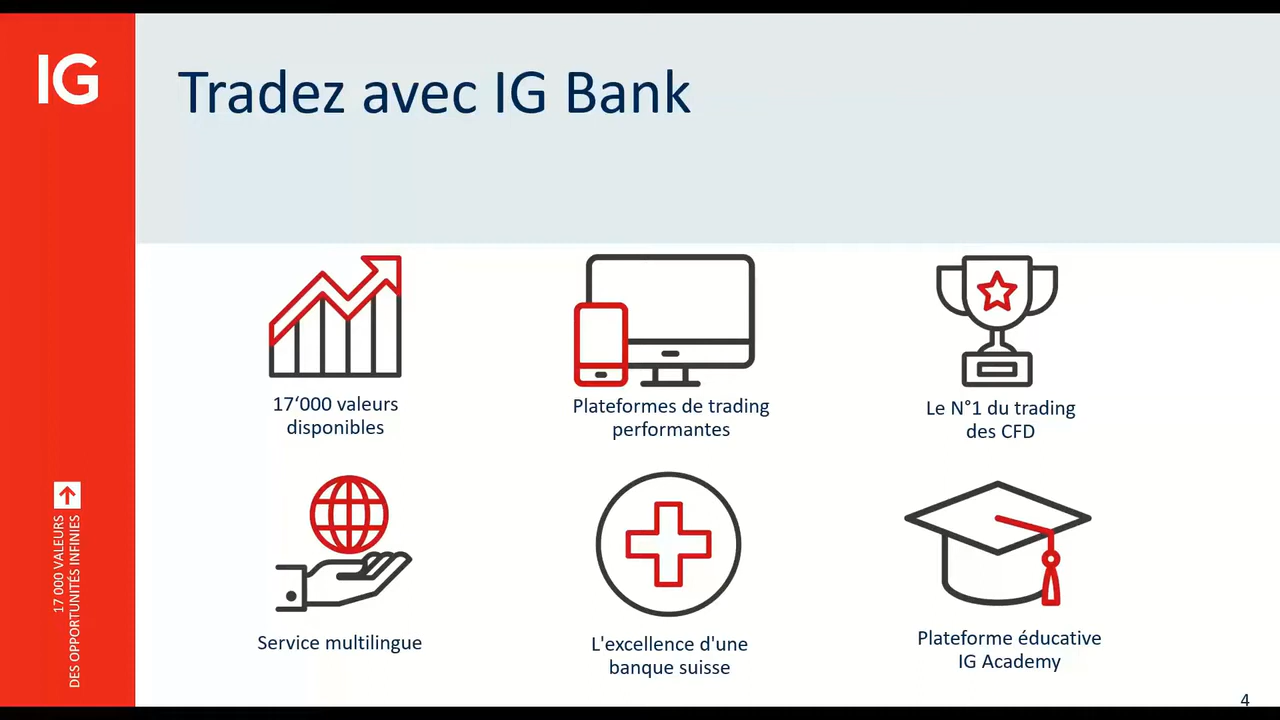 IG
Tradez avec IG Bank
17‘000 valeurs
disponibles
Plateformes de trading
performantes
Le N°1 du trading
des CFD
Service multilingue
L'excellence d'une
banque suisse
Plateforme éducative
IG Academy
17 000 VALEURS
DES OPPORTUNITÉS INFINIES
4